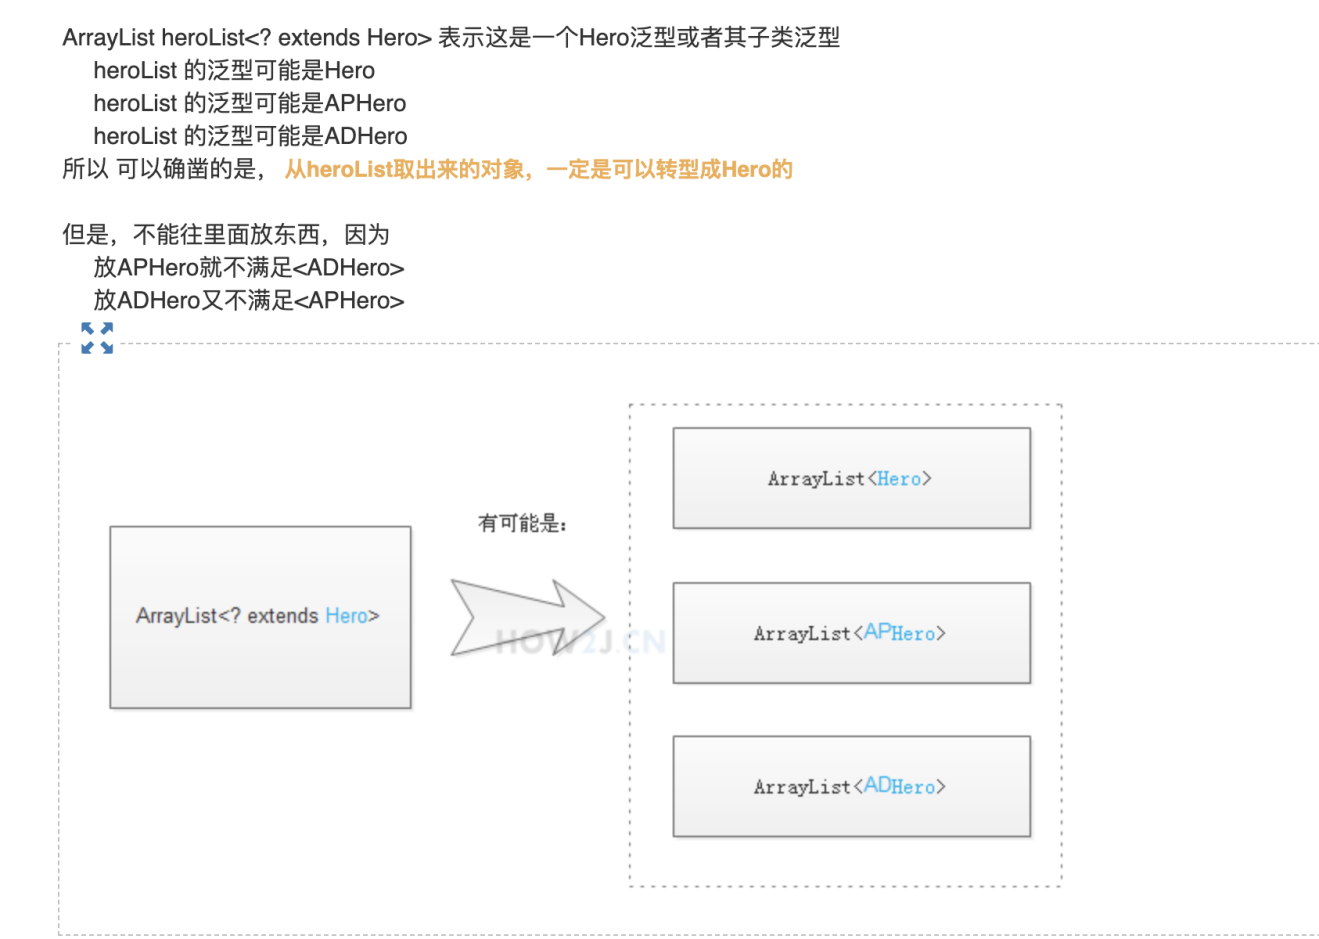 ArrayList heroList<? extends Hero> 表示这是一个Hero泛型或者其子类泛型
heroList 的泛型可能是Hero
heroList 的泛型可能是APHero
heroList 的泛型可能是ADHero
所以 可以确凿的是， 从heroList取出来的对象，一定是可以转型成Hero的
但是，不能往里面放东西，因为
放APHero就不满足<ADHero>
放ADHero又不满足<APHero>
ArrayList<? extends Hero>
有可能是：
HOW2J.CN
ArrayList<Hero>
ArrayList<APHero>
ArrayList<ADHero>